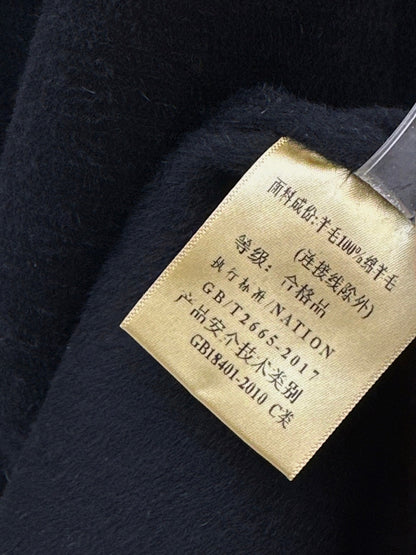 面料成份:羊毛100%绵羊毛
(连接线除外)
等级：合格品
执行标准/NATION
GB/T2665-2017
产品安全技术类别
GB18401-2010 C类